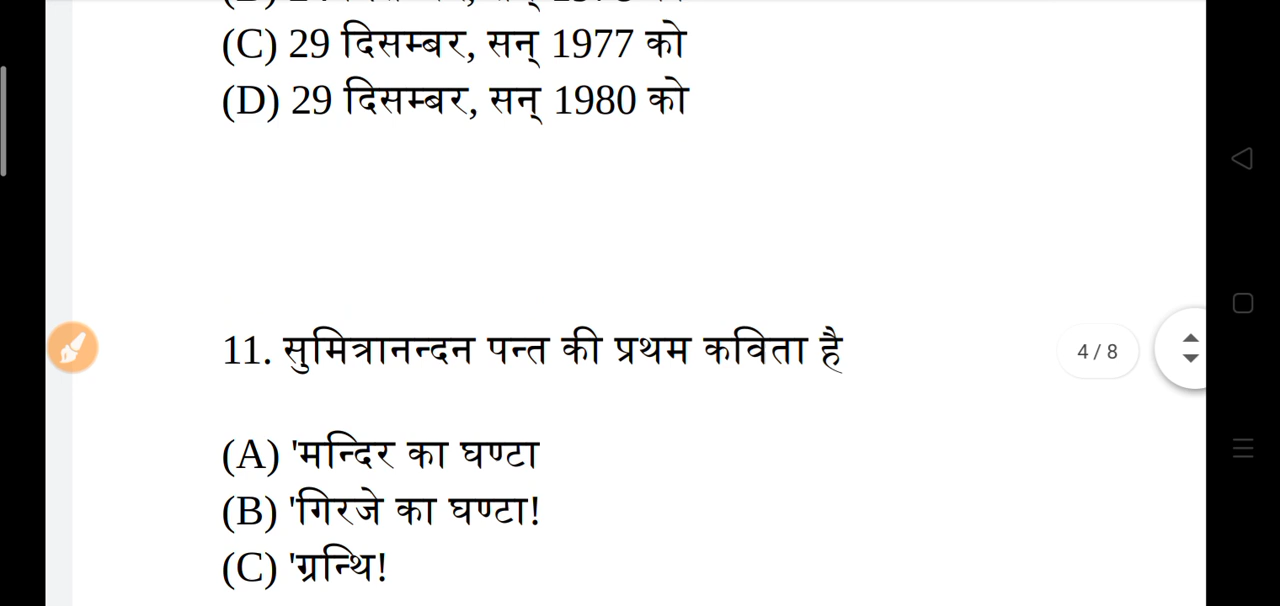 (C) 29 दिसम्बर, सन् 1977 को
(D) 29 दिसम्बर, सन् 1980 को
11. सुमित्रानन्दन पन्त की प्रथम कविता है
4 / 8
(A) 'मन्दिर का घण्टा
(B) 'गिरजे का घण्टा!
(C) 'ग्रन्थि!